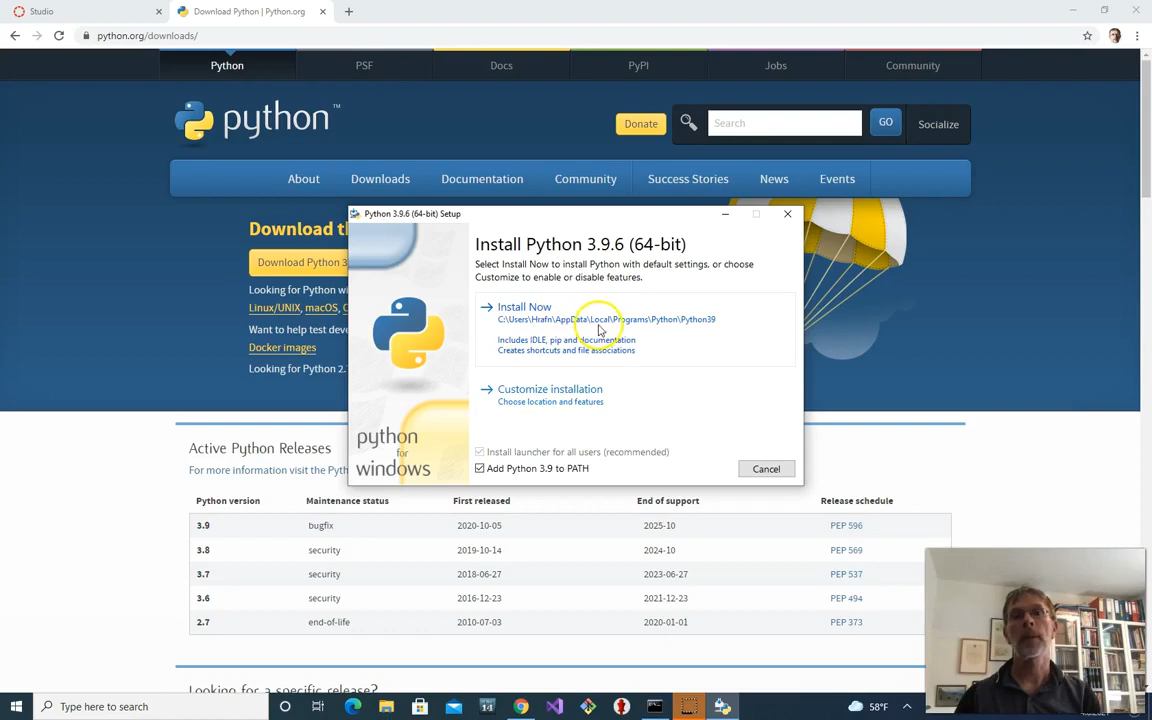 Studio
Download Python | Python.org
python.org/downloads/
Python
PSF
Docs
PyPI
Jobs
Community
python™
Donate
Search
GO
Socialize
About
Downloads
Documentation
Community
Success Stories
News
Events
Download th
Download Python 3
Looking for Python wi
Linux/UNIX, macOS, O
Want to help test deve
Docker images
Looking for Python 2.
Python 3.9.6 (64-bit) Setup
Install Python 3.9.6 (64-bit)
Select Install Now to install Python with default settings, or choose
Customize to enable or disable features.
Install Now
C:\Users\Hrafn\AppData\Local\Programs\Python\Python39
Includes IDLE, pip and documentation
Creates shortcuts and file associations
Customize installation
Choose location and features
python
for
windows
Install launcher for all users (recommended)
Add Python 3.9 to PATH
Cancel
Active Python Releases
For more information visit the Pyth
Python version
Maintenance status
First released
End of support
Release schedule
3.9
bugfix
2020-10-05
2025-10
PEP 596
3.8
security
2019-10-14
2024-10
PEP 569
3.7
security
2018-06-27
2023-06-27
PEP 537
3.6
security
2016-12-23
2021-12-23
PEP 494
2.7
end-of-life
2010-07-03
2020-01-01
PEP 373
Looking for a specific release?
Type here to search
58°F